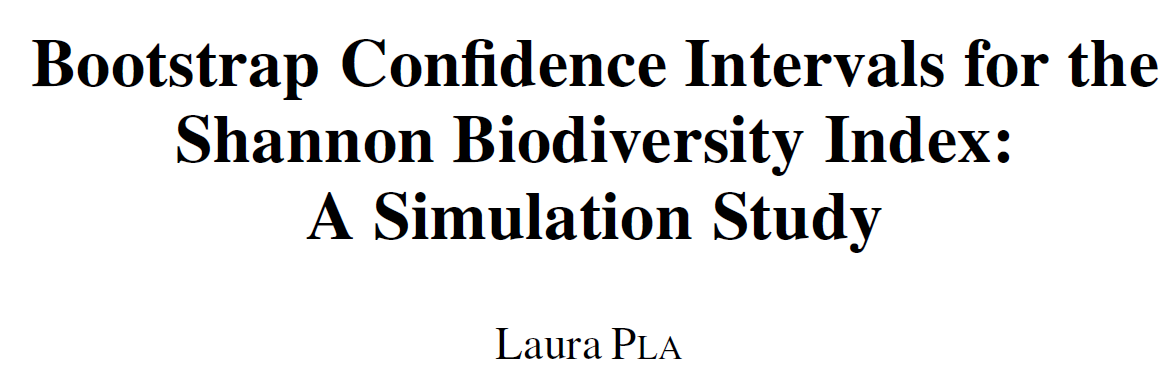 Bootstrap Confidence Intervals for the
Shannon Biodiversity Index:
A Simulation Study
Laura PLA